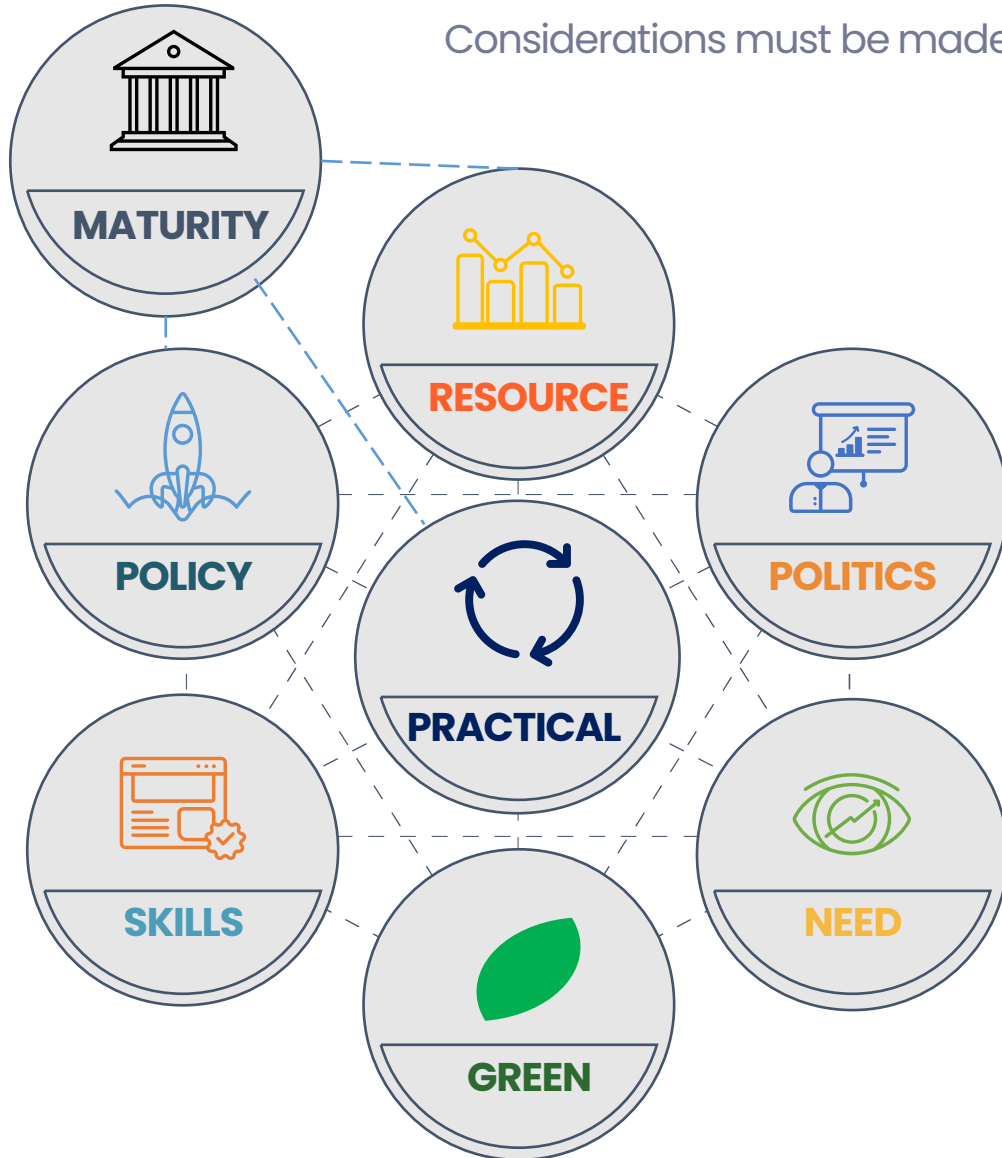 Considerations must be made
MATURITY
RESOURCE
POLICY
POLITICS
PRACTICAL
SKILLS
NEED
GREEN